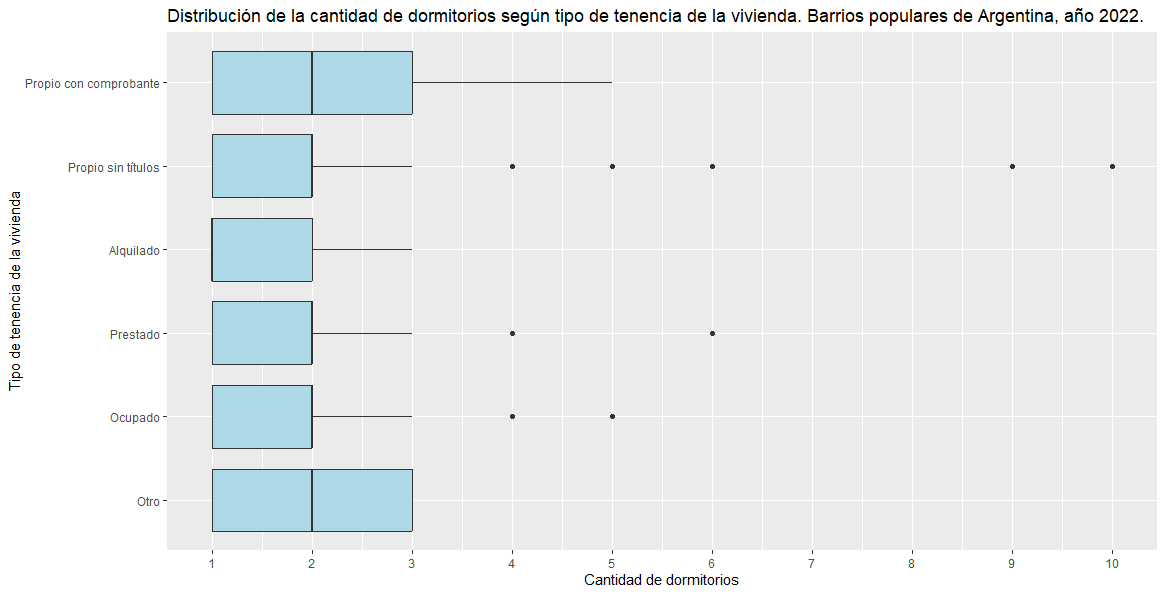 Distribución de la cantidad de dormitorios según tipo de tenencia de la vivienda. Barrios populares de Argentina, año 2022.
Tipo de tenencia de la vivienda
Propio con comprobante
Propio sin títulos
Alquilado
Prestado
Ocupado
Otro
1 2 3 4 5 6 7 8 9 10
Cantidad de dormitorios